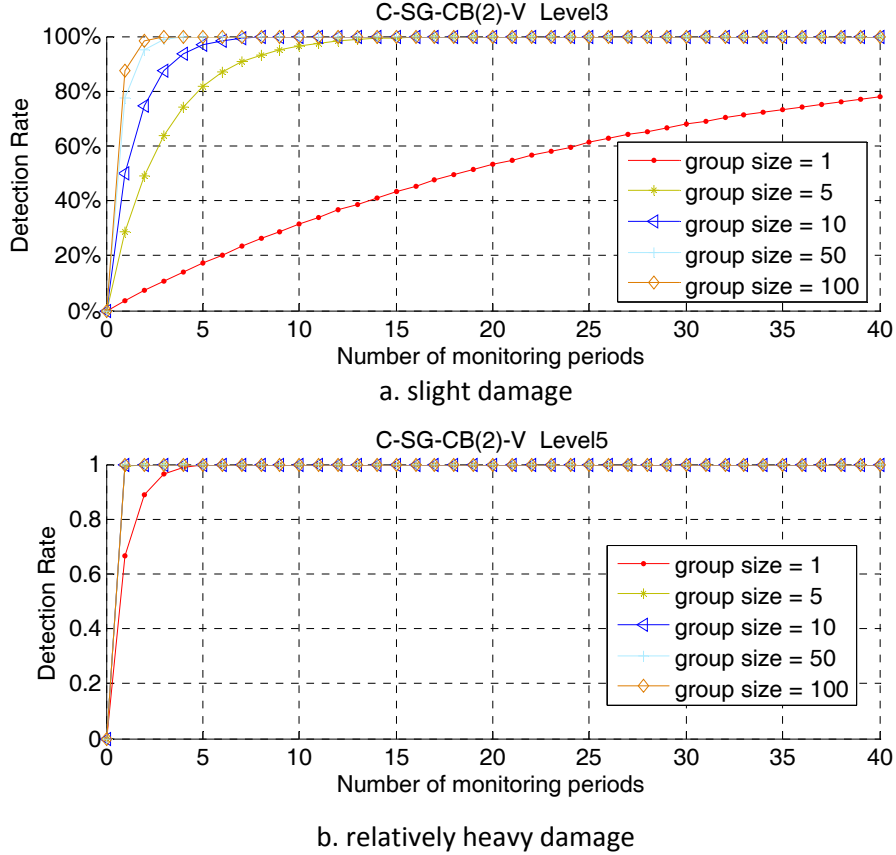 C-SG-CB(2)-V Level3
100%
80%
60%
40%
20%
0%
Detection Rate
group size = 1
group size = 5
group size = 10
group size = 50
group size = 100
0 5 10 15 20 25 30 35 40
Number of monitoring periods
a. slight damage
C-SG-CB(2)-V Level5
1
0.8
0.6
0.4
0.2
0
Detection Rate
group size = 1
group size = 5
group size = 10
group size = 50
group size = 100
0 5 10 15 20 25 30 35 40
Number of monitoring periods
b. relatively heavy damage